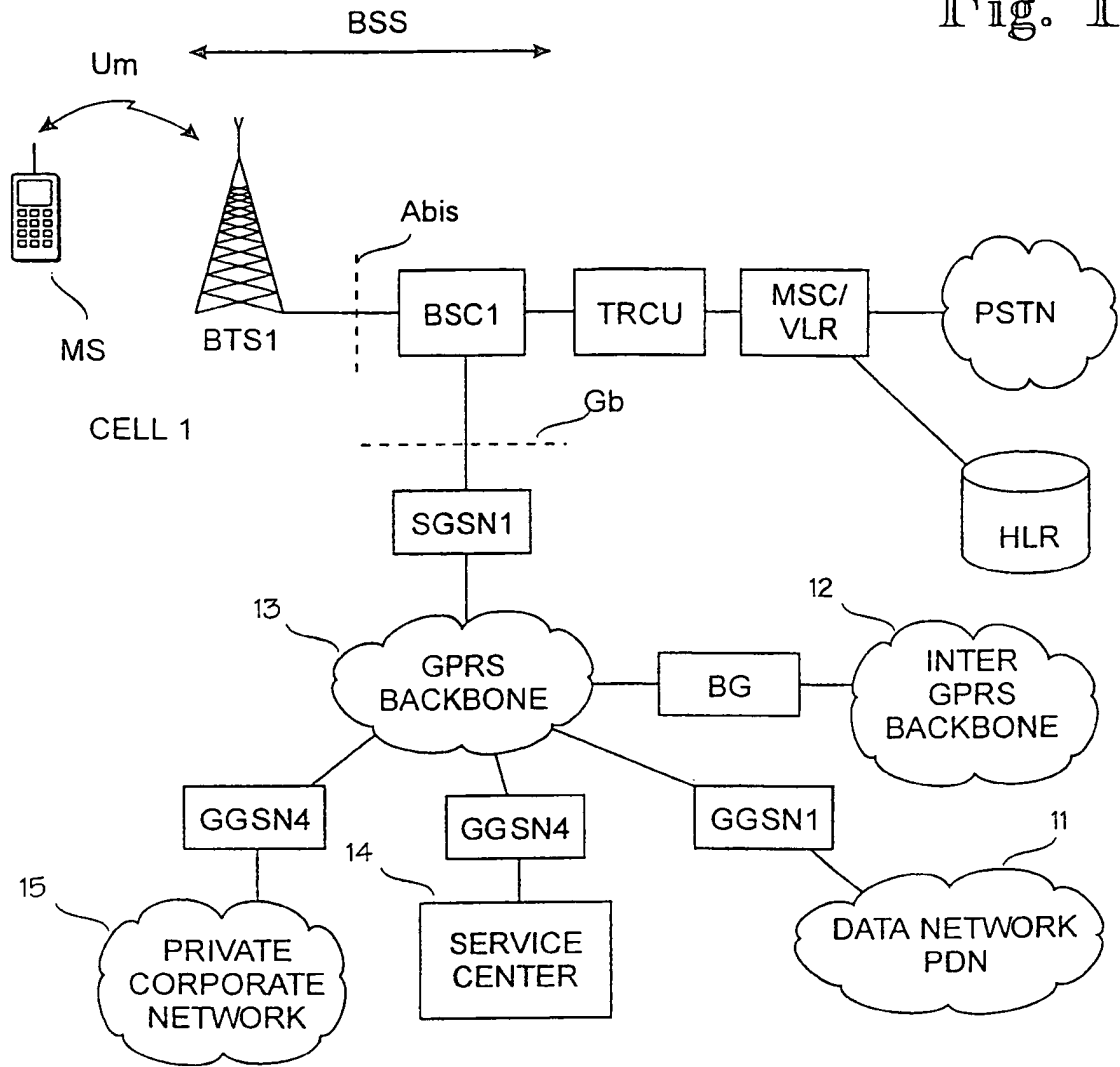 Fig. 1
BSS
Um
Abis
MS
BTS1
BSC1
TRCU
MSC/
VLR
PSTN
CELL 1
Gb
HLR
SGSN1
13
GPRS
BACKBONE
BG
12
INTER
GPRS
BACKBONE
GGSN4
GGSN4
GGSN1
15
PRIVATE
CORPORATE
NETWORK
14
SERVICE
CENTER
11
DATA NETWORK
PDN